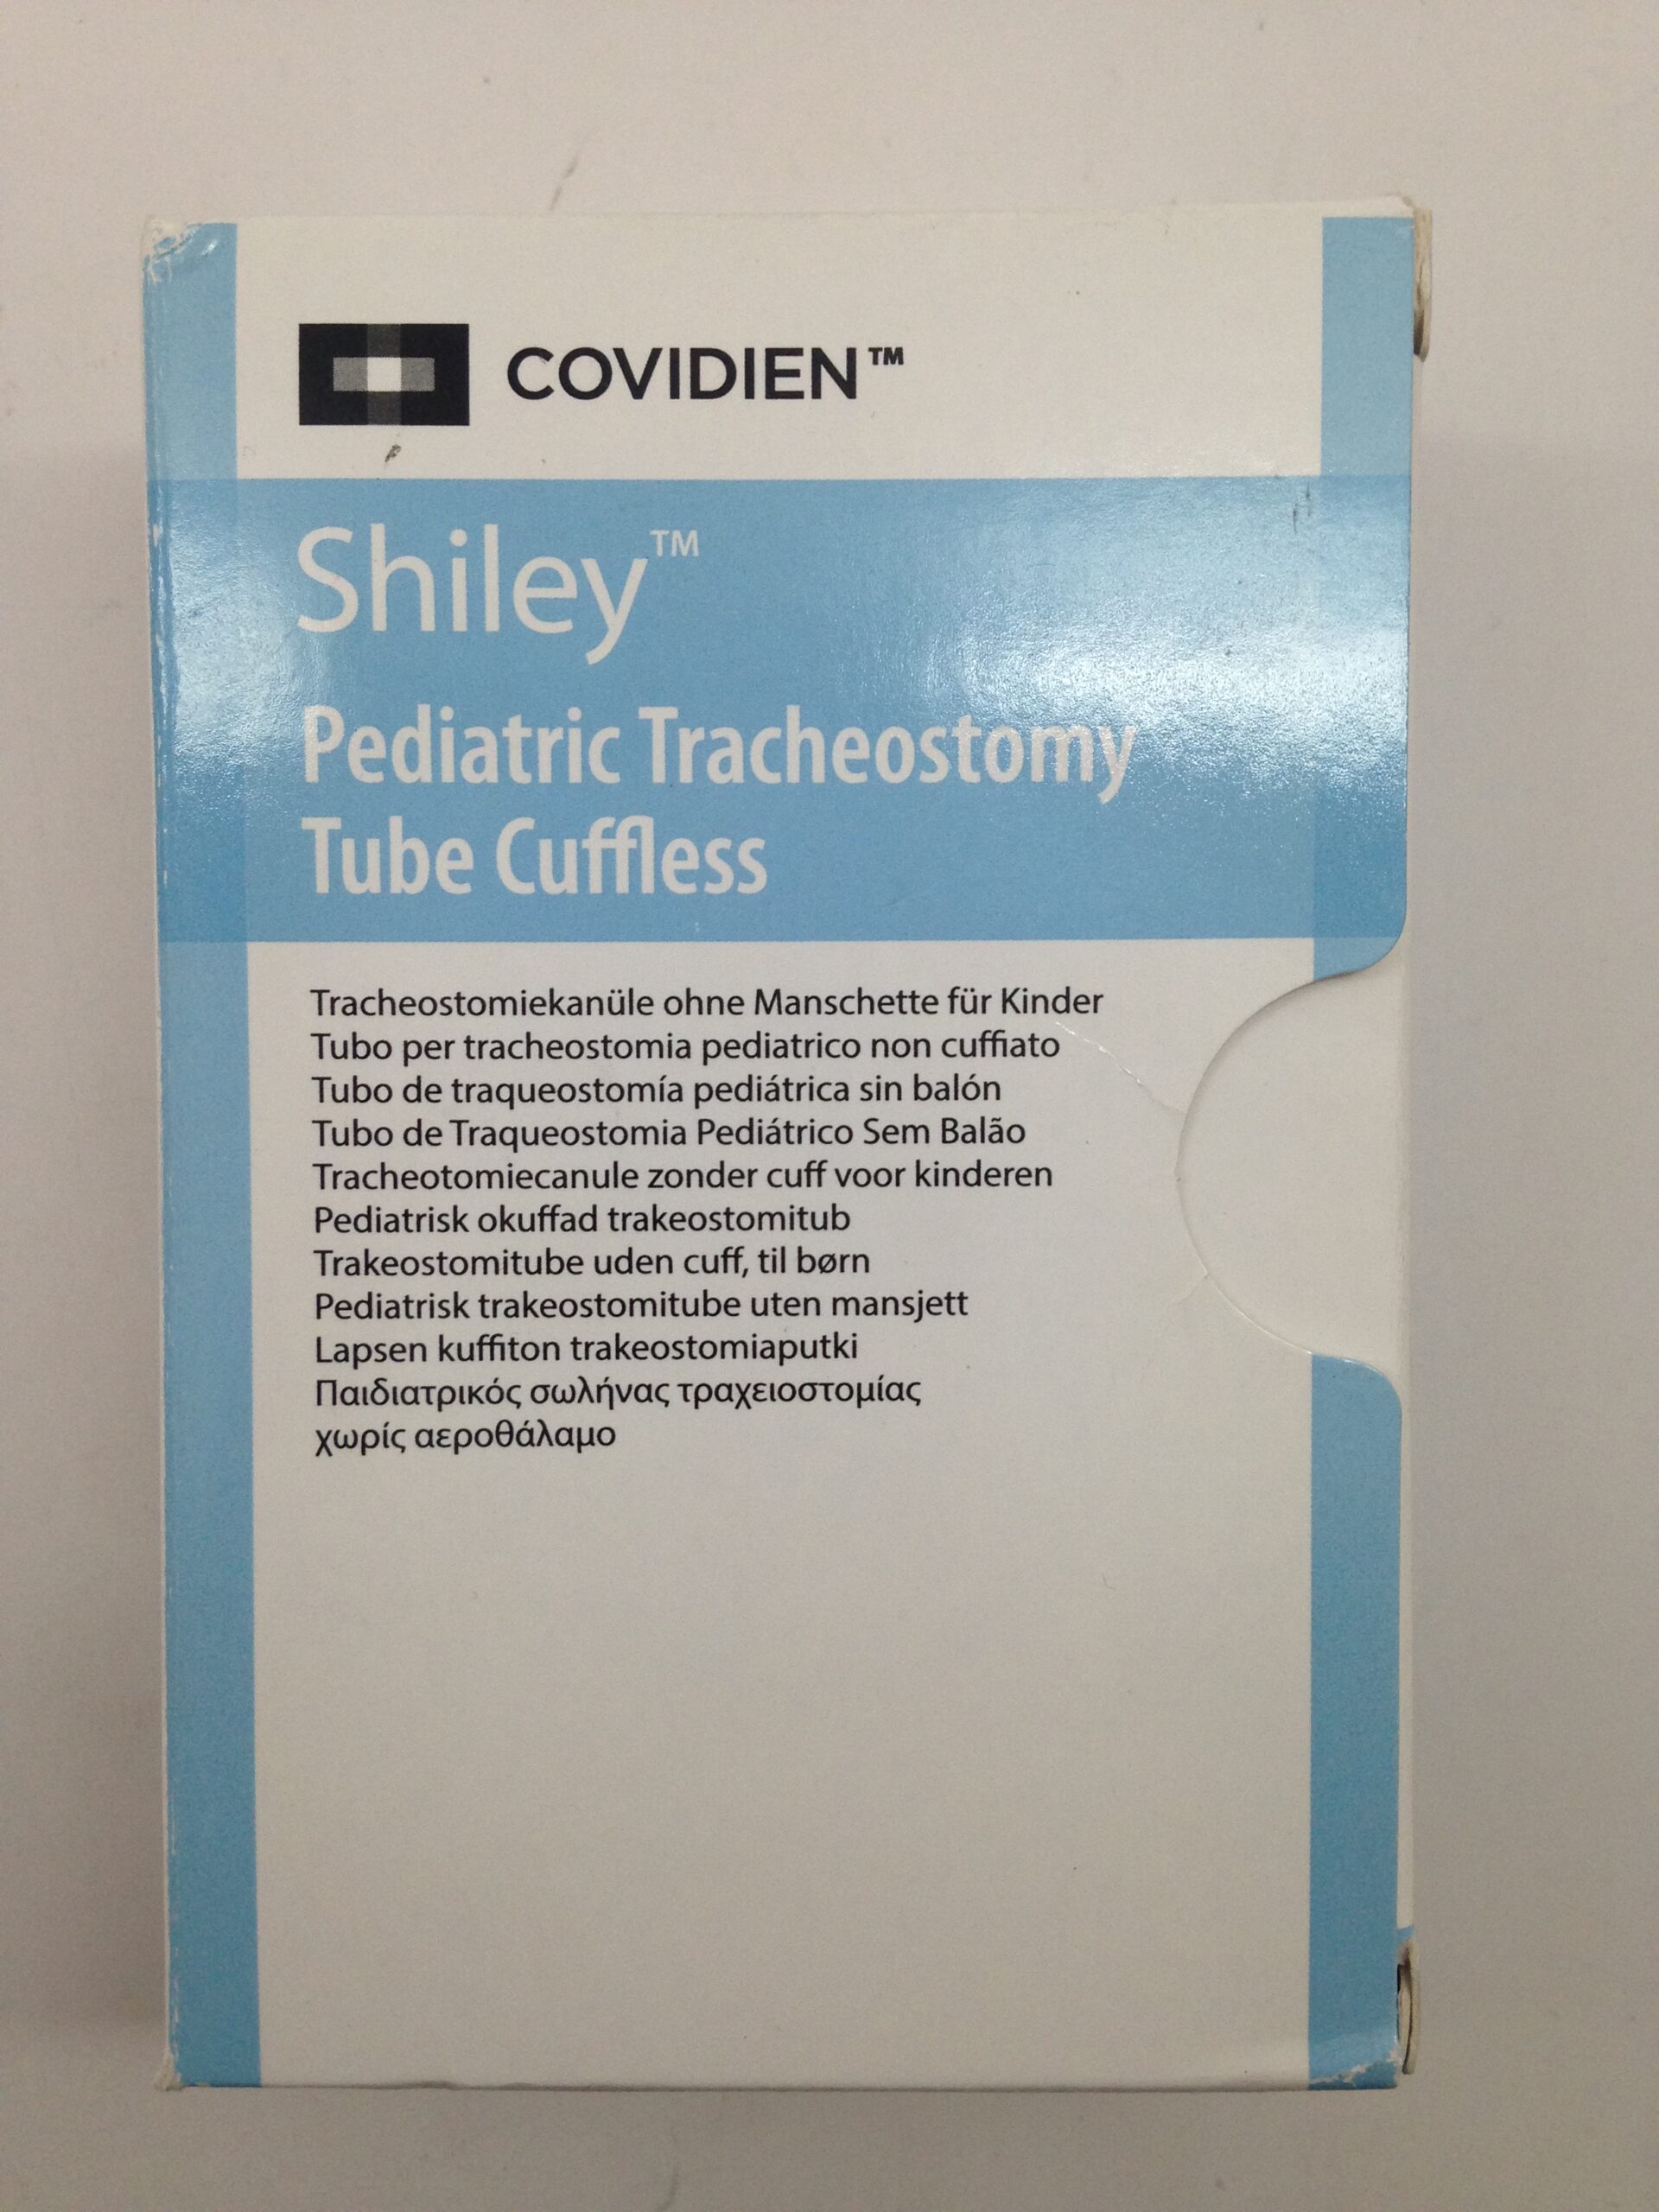 COVIDIEN™
Shiley™
Pediatric Tracheostomy
Tube Cuffless
Tracheostomiekanüle ohne Manschette für Kinder
Tubo per tracheostomia pediatrico non cuffiato
Tubo de traqueostomía pediátrica sin balón
Tubo de Traqueostomia Pediátrico Sem Balão
Tracheotomiecanule zonder cuff voor kinderen
Pediatrisk okuffad trakeostomitub
Trakeostomitube uden cuff, til børn
Pediatrisk trakeostomitube uten mansjett
Lapsen kuffiton trakeostomiaputki
Παιδιατρικός σωλήνας τραχειοστομίας
χωρίς αεροθάλαμο